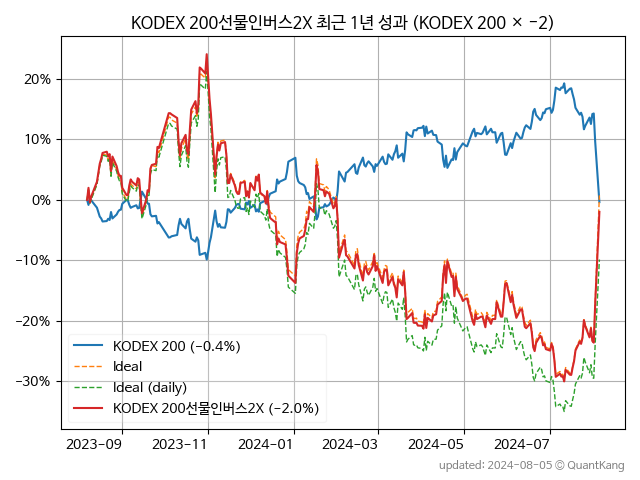 KODEX 200선물인버스2X 최근 1년 성과 (KODEX 200 × −2)
20%
10%
0%
−10%
−20%
−30%
KODEX 200 (−0.4%)
Ideal
Ideal (daily)
KODEX 200선물인버스2X (−2.0%)
2023-09 2023-11 2024-01 2024-03 2024-05 2024-07
updated: 2024-08-05 © QuantKang